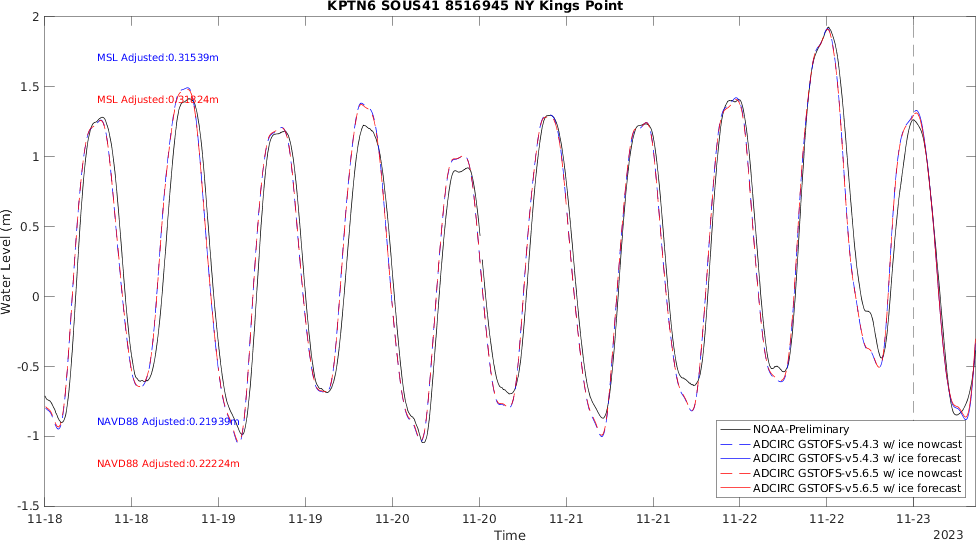 KPTN6 SOUS41 8516945 NY Kings Point
2
1.5
1
0.5
0
-0.5
-1
-1.5
Water Level (m)
MSL Adjusted:0.31539m
MSL Adjusted:0.31824m
NAVD88 Adjusted:0.21939m
NAVD88 Adjusted:0.22224m
NOAA-Preliminary
ADCIRC GSTOFS-v5.4.3 w/ ice nowcast
ADCIRC GSTOFS-v5.4.3 w/ ice forecast
ADCIRC GSTOFS-v5.6.5 w/ ice nowcast
ADCIRC GSTOFS-v5.6.5 w/ ice forecast
11-18 11-18 11-19 11-19 11-20 11-20 11-21 11-21 11-22 11-22 11-23
Time
2023